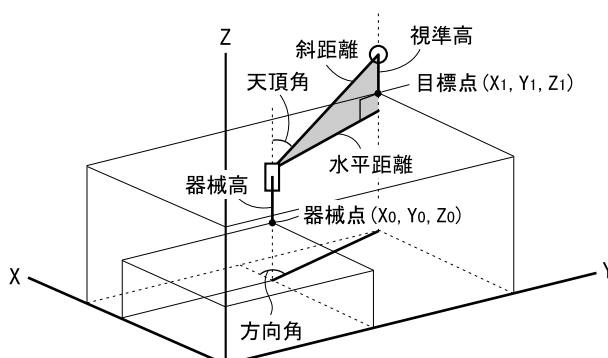 Z
視準高
斜距離
天頂角
目標点(X1, Y1, Z1)
水平距離
器械高
器械点(X0, Y0, Z0)
X
Y
方向角